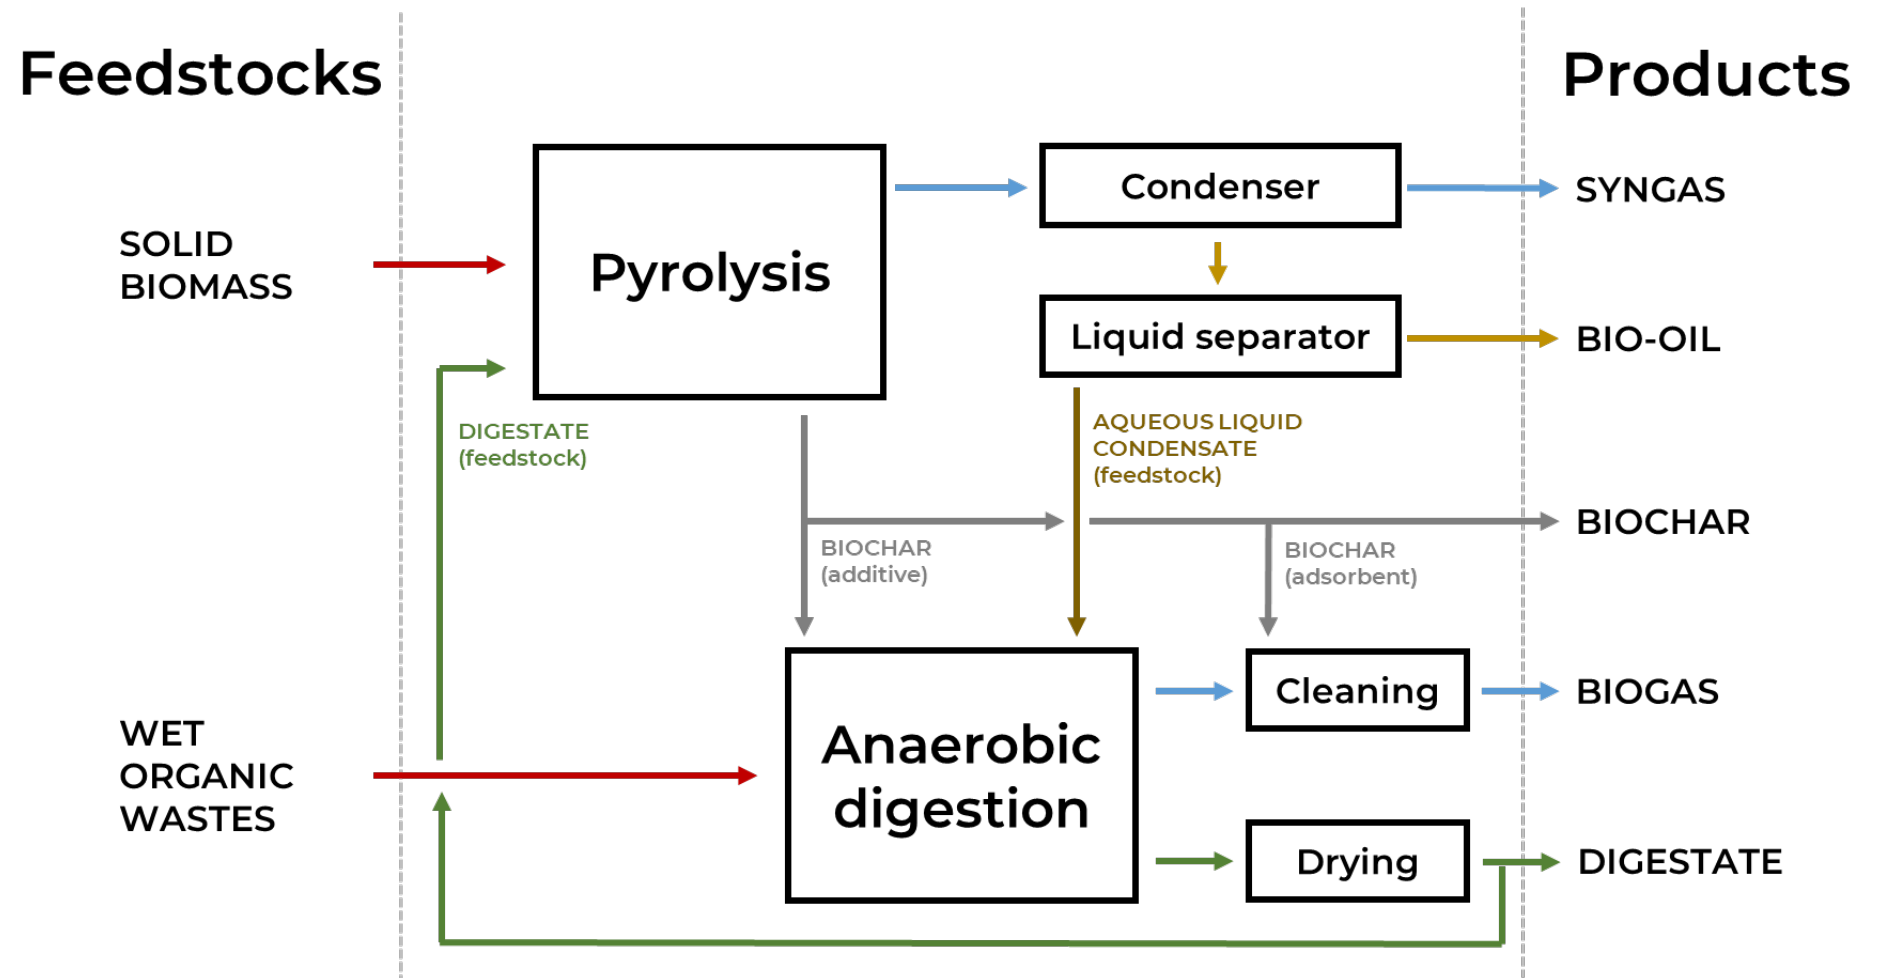 Feedstocks
Products
SOLID
BIOMASS
Pyrolysis
Condenser
SYNGAS
Liquid separator
BIO-OIL
DIGESTATE
(feedstock)
AQUEOUS LIQUID
CONDENSATE
(feedstock)
BIOCHAR
(additive)
BIOCHAR
(adsorbent)
BIOCHAR
WET
ORGANIC
WASTES
Anaerobic
digestion
Cleaning
BIOGAS
Drying
DIGESTATE